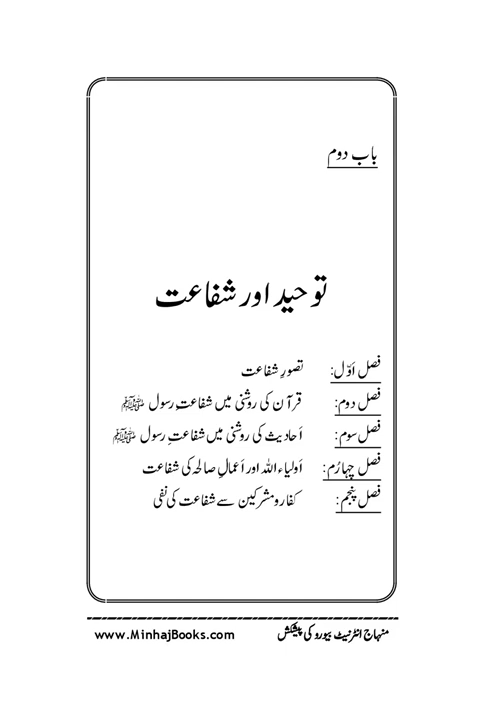 باب دوم
توحید اور شفاعت
فصل اَوّل: تصورِ شفاعت
فصل دوم: قرآن کی روشنی میں شفاعتِ رسول ﷺ
فصل سوم: اَحادیث کی روشنی میں شفاعتِ رسول ﷺ
فصل چہارُم: اَولیاء اللہ اور اَعمالِ صالحہ کی شفاعت
فصل پنجم: کفار و مشرکین سے شفاعت کی نفی
منہاج انٹرنیٹ بیورو کی پیشکش www.MinhajBooks.com